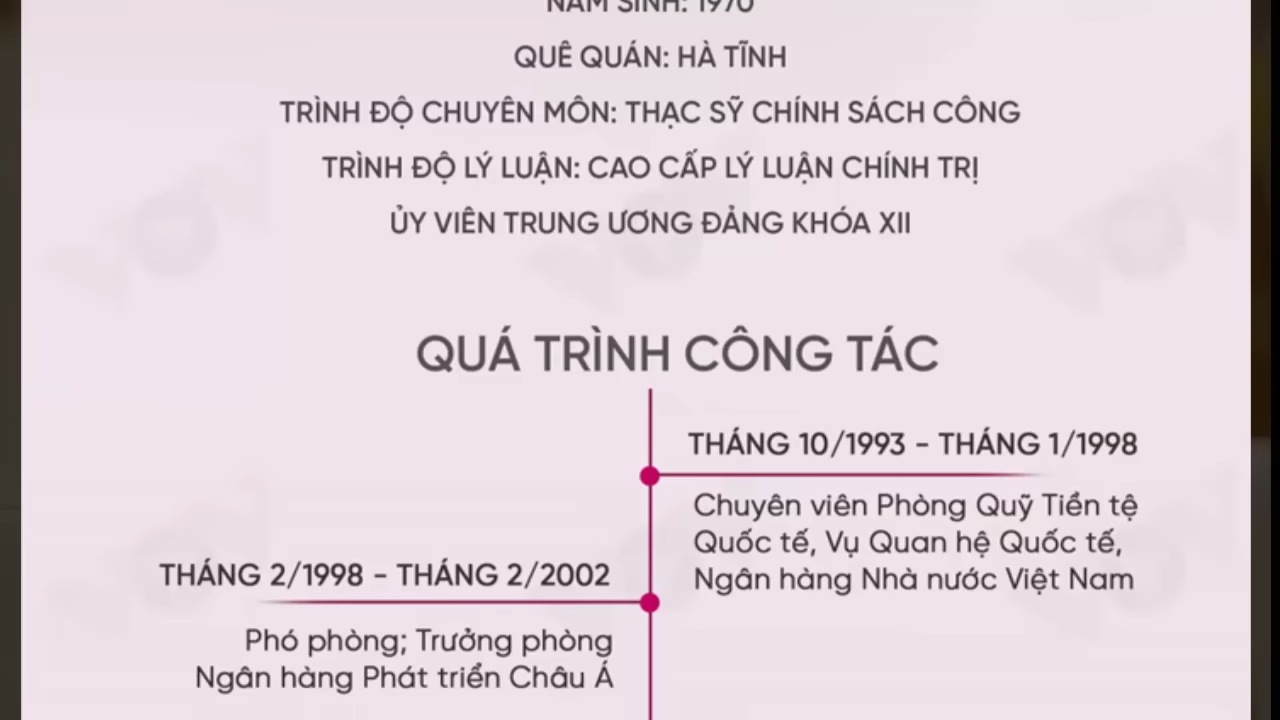 NĂM SINH: 1970
QUÊ QUÁN: HÀ TĨNH
TRÌNH ĐỘ CHUYÊN MÔN: THẠC SỸ CHÍNH SÁCH CÔNG
TRÌNH ĐỘ LÝ LUẬN: CAO CẤP LÝ LUẬN CHÍNH TRỊ
ỦY VIÊN TRUNG ƯƠNG ĐẢNG KHÓA XII
QUÁ TRÌNH CÔNG TÁC
THÁNG 10/1993 - THÁNG 1/1998
Chuyên viên Phòng Quỹ Tiền tệ
Quốc tế, Vụ Quan hệ Quốc tế,
Ngân hàng Nhà nước Việt Nam
THÁNG 2/1998 - THÁNG 2/2002
Phó phòng; Trưởng phòng
Ngân hàng Phát triển Châu Á